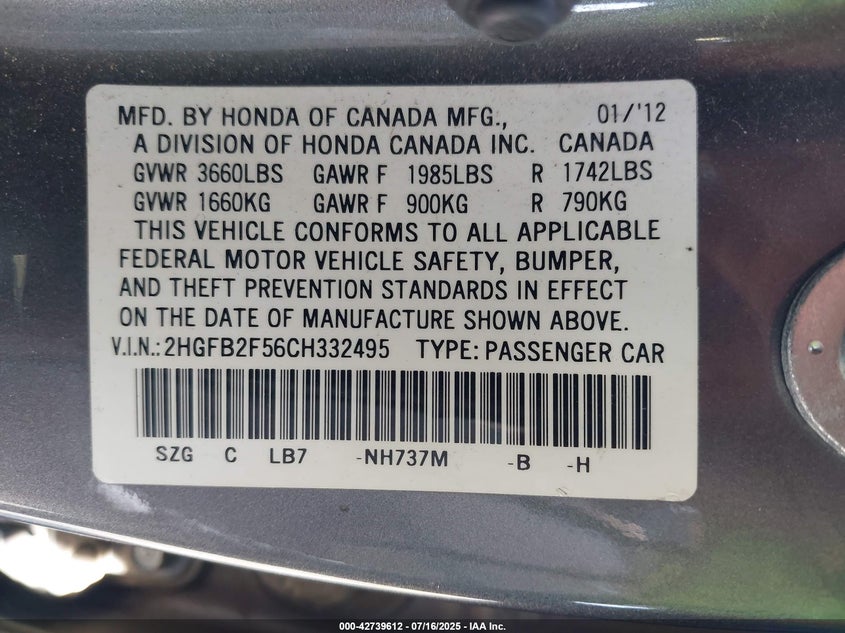 MFD. BY HONDA OF CANADA MFG., 01/'12
A DIVISION OF HONDA CANADA INC. CANADA
GVWR 3660LBS GAWR F 1985LBS R 1742LBS
GVWR 1660KG GAWR F 900KG R 790KG
THIS VEHICLE CONFORMS TO ALL APPLICABLE
FEDERAL MOTOR VEHICLE SAFETY, BUMPER,
AND THEFT PREVENTION STANDARDS IN EFFECT
ON THE DATE OF MANUFACTURE SHOWN ABOVE.
V.I.N.: 2HGFB2F56CH332495 TYPE: PASSENGER CAR
SZG C LB7 -NH737M -B -H
000-42739612 - 07/16/2025 - IAA Inc.